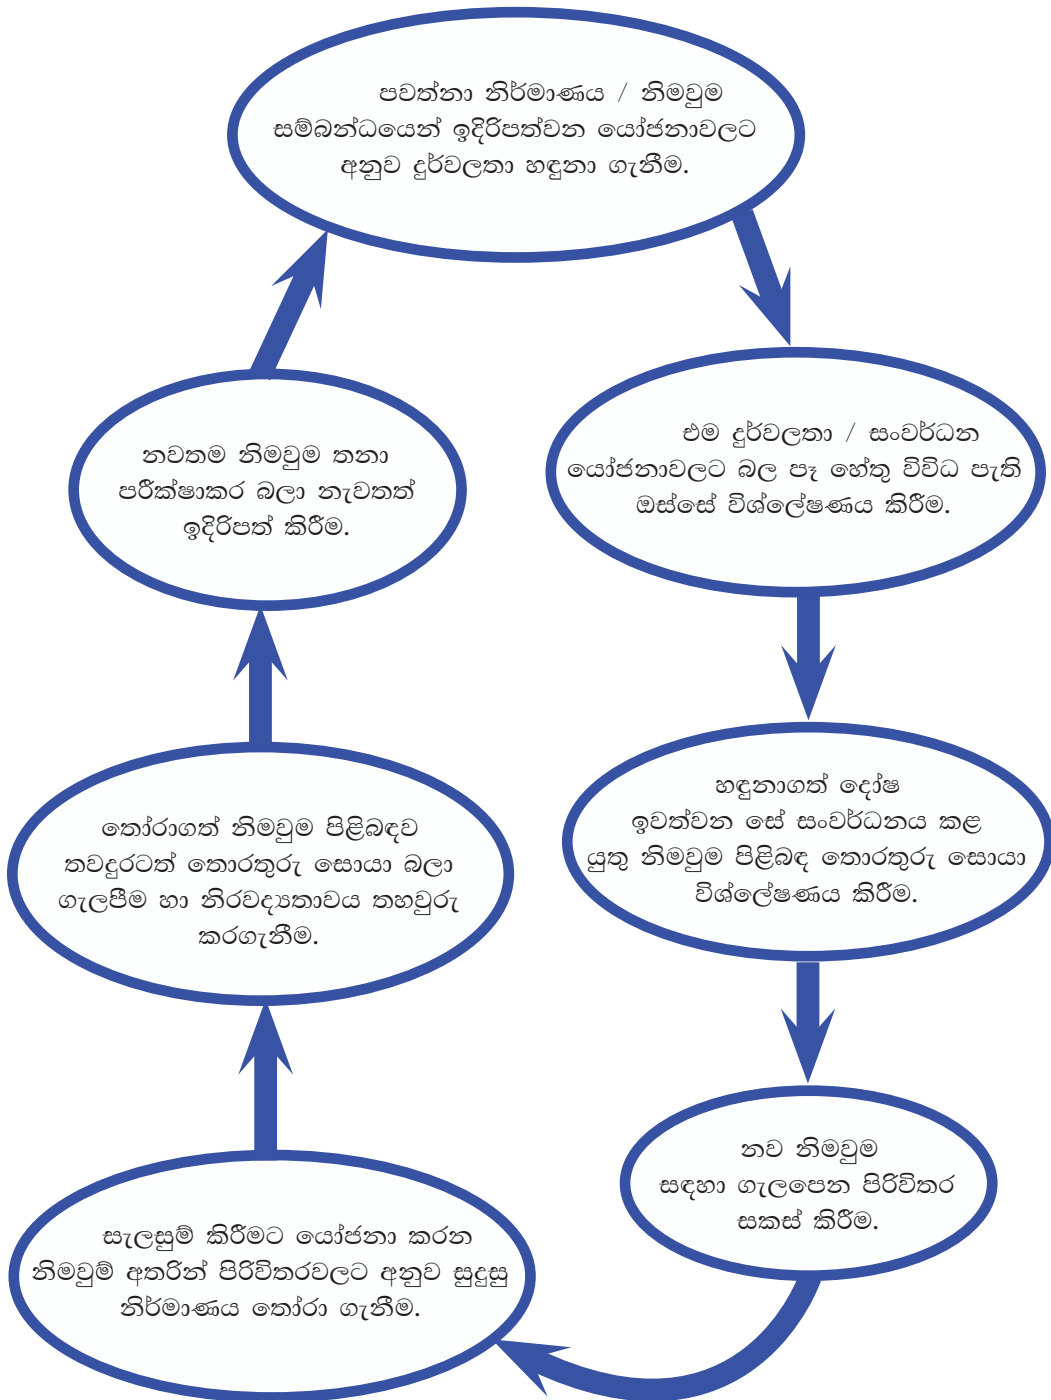 පවත්නා නිර්මාණය / නිමවුම
සම්බන්ධයෙන් ඉදිරිපත්වන යෝජනාවලට
අනුව දුර්වලතා හඳුනා ගැනීම.
එම දුර්වලතා / සංවර්ධන
යෝජනාවලට බල පෑ හේතු විවිධ පැති
ඔස්සේ විශ්ලේෂණය කිරීම.
හඳුනාගත් දෝෂ
ඉවත්වන සේ සංවර්ධනය කළ
යුතු නිමවුම පිළිබඳ තොරතුරු සොයා
විශ්ලේෂණය කිරීම.
නව නිමවුම
සඳහා ගැලපෙන පිරිවිතර
සකස් කිරීම.
සැලසුම් කිරීමට යෝජනා කරන
නිමවුම් අතරින් පිරිවිතරවලට අනුව සුදුසු
නිර්මාණය තෝරා ගැනීම.
තෝරාගත් නිමවුම පිළිබඳව
තවදුරටත් තොරතුරු සොයා බලා
ගැලපීම හා නිරවද්‍යතාවය තහවුරු
කරගැනීම.
නවතම නිමවුම තනා
පරීක්ෂාකර බලා නැවතත්
ඉදිරිපත් කිරීම.